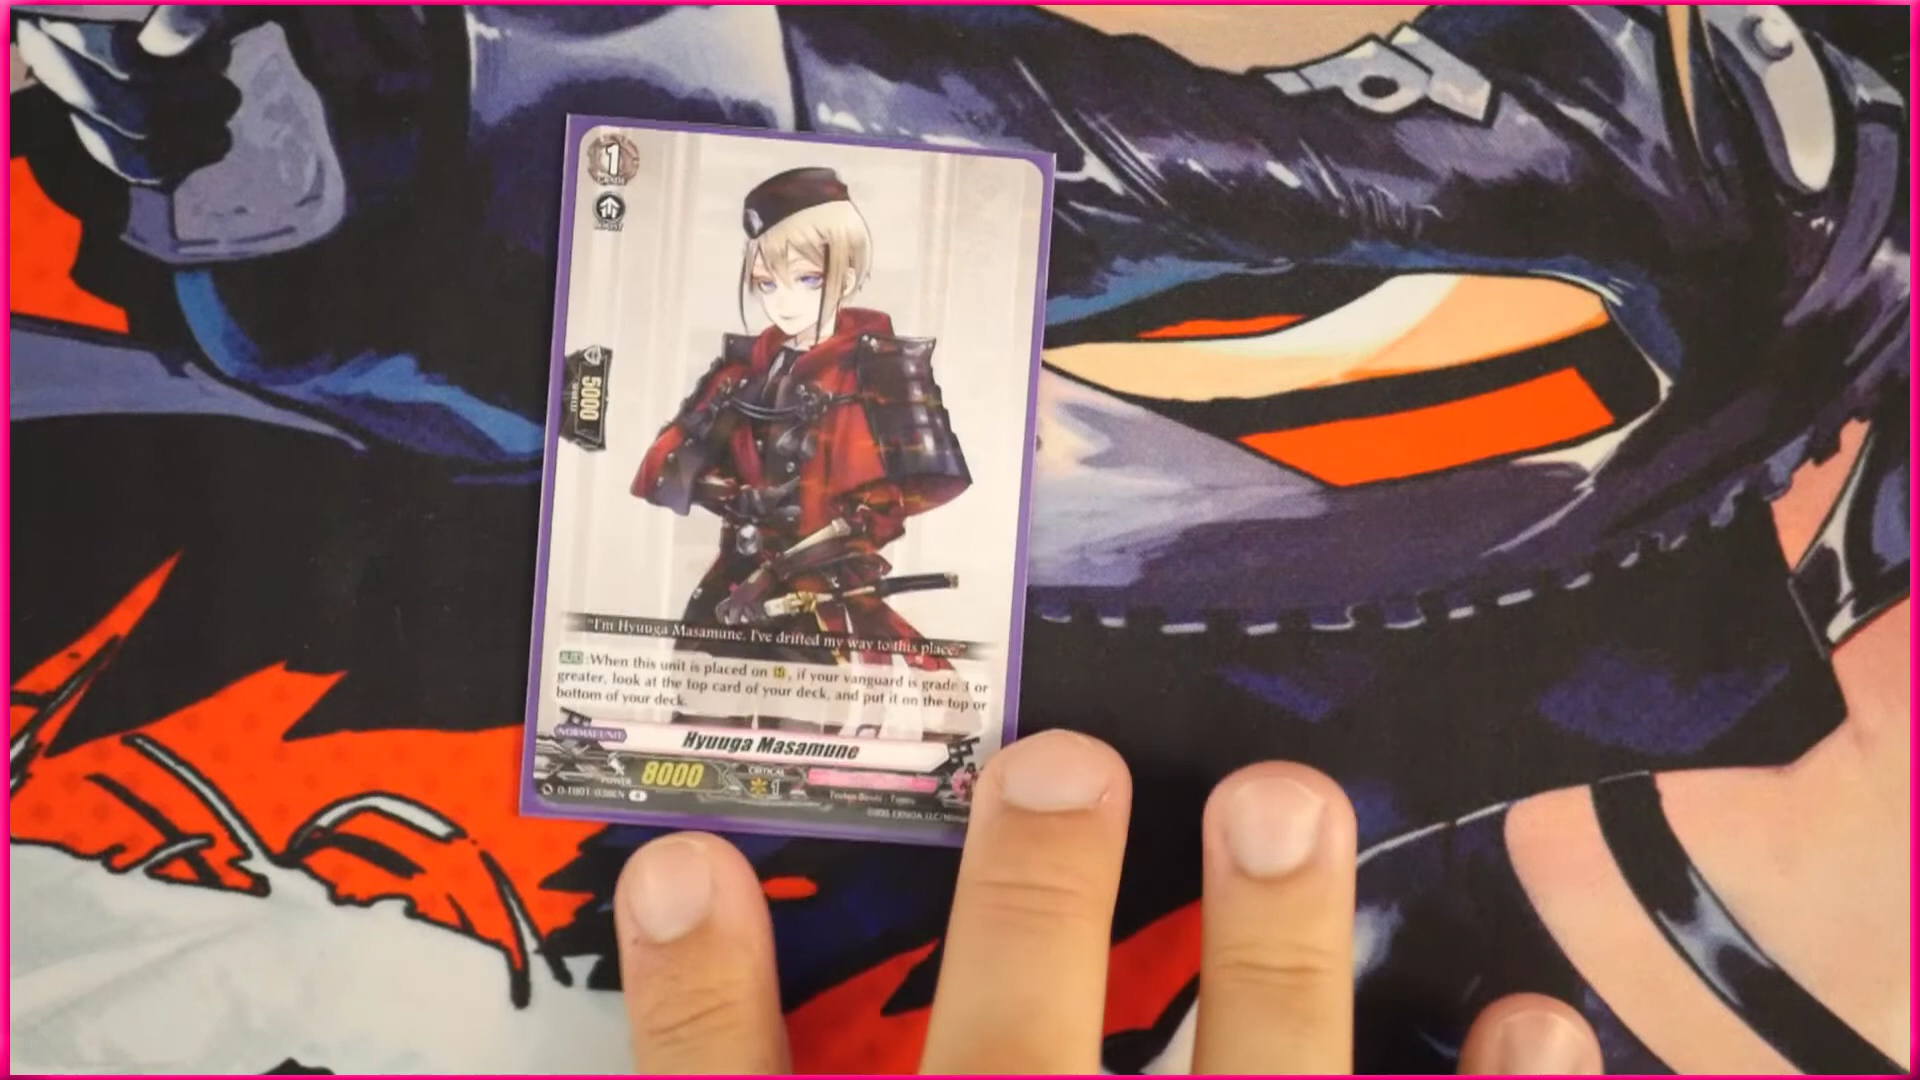 1
GRADE
BOOST
5000
"I'm Hyuuga Masamune. I've drifted my way to this place."
AUTO:When this unit is placed on R, if your vanguard is grade 3 or
greater, look at the top card of your deck, and put it on the top or
bottom of your deck.
NORMAL UNIT
Hyuuga Masamune
POWER 8000 CRITICAL 1